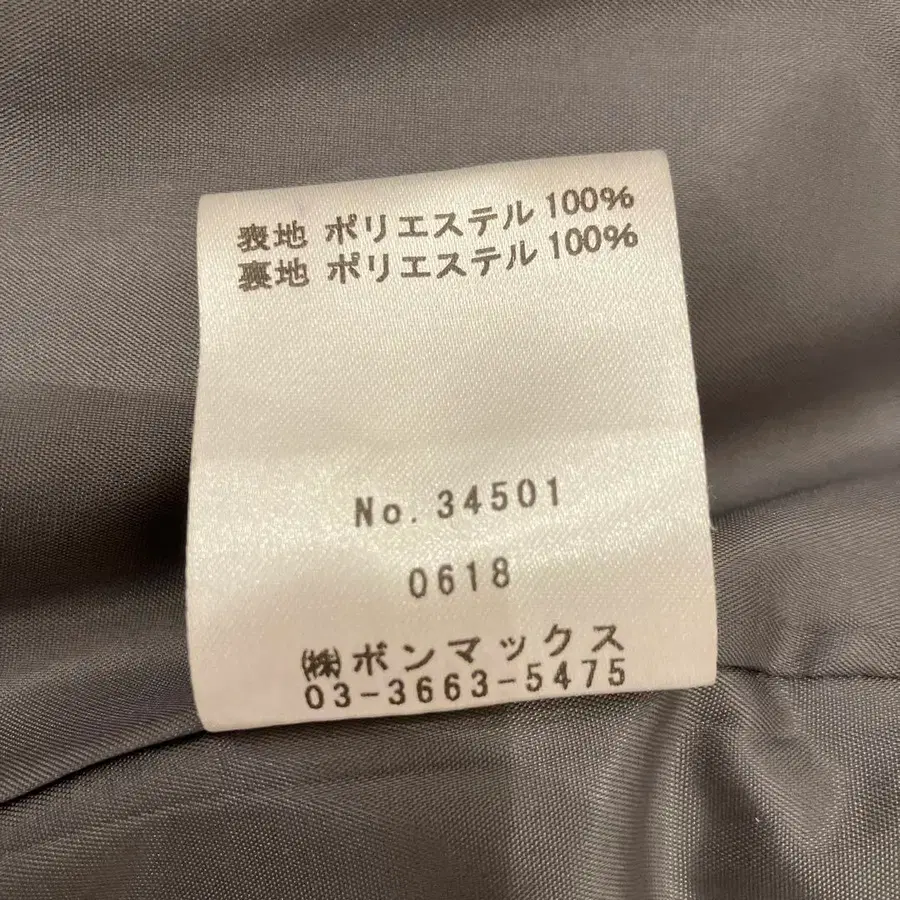 表地 ポリエステル 100%
裏地 ポリエステル 100%
No. 34501
0618
㈱ボンマックス
03-3663-5475